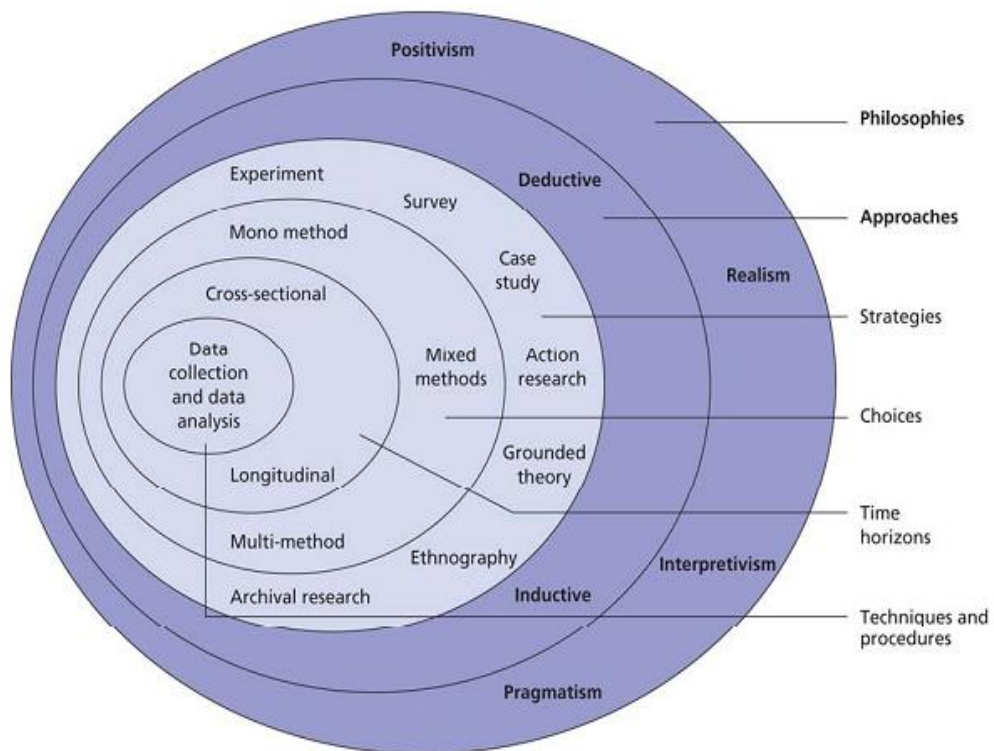 Positivism
Philosophies
Experiment
Deductive
Survey
Approaches
Mono method
Case
study
Realism
Cross-sectional
Strategies
Data
collection
and data
analysis
Mixed
methods
Action
research
Choices
Grounded
theory
Longitudinal
Time
horizons
Multi-method
Ethnography
Interpretivism
Archival research
Inductive
Techniques and
procedures
Pragmatism